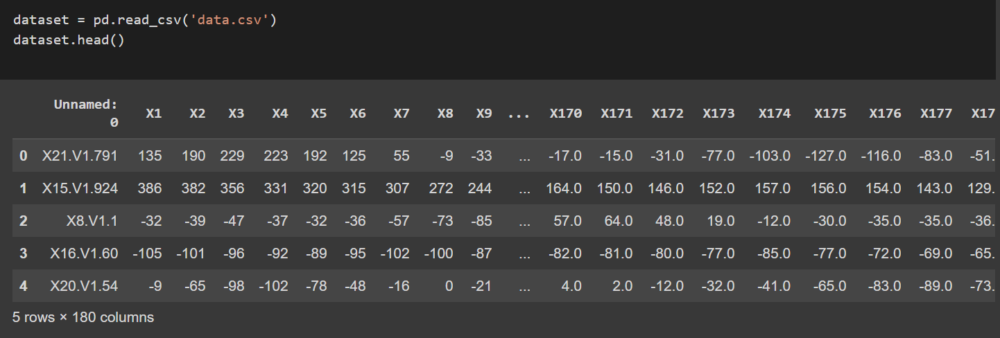 dataset = pd.read_csv('data.csv')
dataset.head()
Unnamed: 0 X1 X2 X3 X4 X5 X6 X7 X8 X9 ... X170 X171 X172 X173 X174 X175 X176 X177 X17
0 X21.V1.791 135 190 229 223 192 125 55 -9 -33 ... -17.0 -15.0 -31.0 -77.0 -103.0 -127.0 -116.0 -83.0 -51.
1 X15.V1.924 386 382 356 331 320 315 307 272 244 ... 164.0 150.0 146.0 152.0 157.0 156.0 154.0 143.0 129.
2 X8.V1.1 -32 -39 -47 -37 -32 -36 -57 -73 -85 ... 57.0 64.0 48.0 19.0 -12.0 -30.0 -35.0 -35.0 -36.
3 X16.V1.60 -105 -101 -96 -92 -89 -95 -102 -100 -87 ... -82.0 -81.0 -80.0 -77.0 -85.0 -77.0 -72.0 -69.0 -65.
4 X20.V1.54 -9 -65 -98 -102 -78 -48 -16 0 -21 ... 4.0 2.0 -12.0 -32.0 -41.0 -65.0 -83.0 -89.0 -73.
5 rows × 180 columns